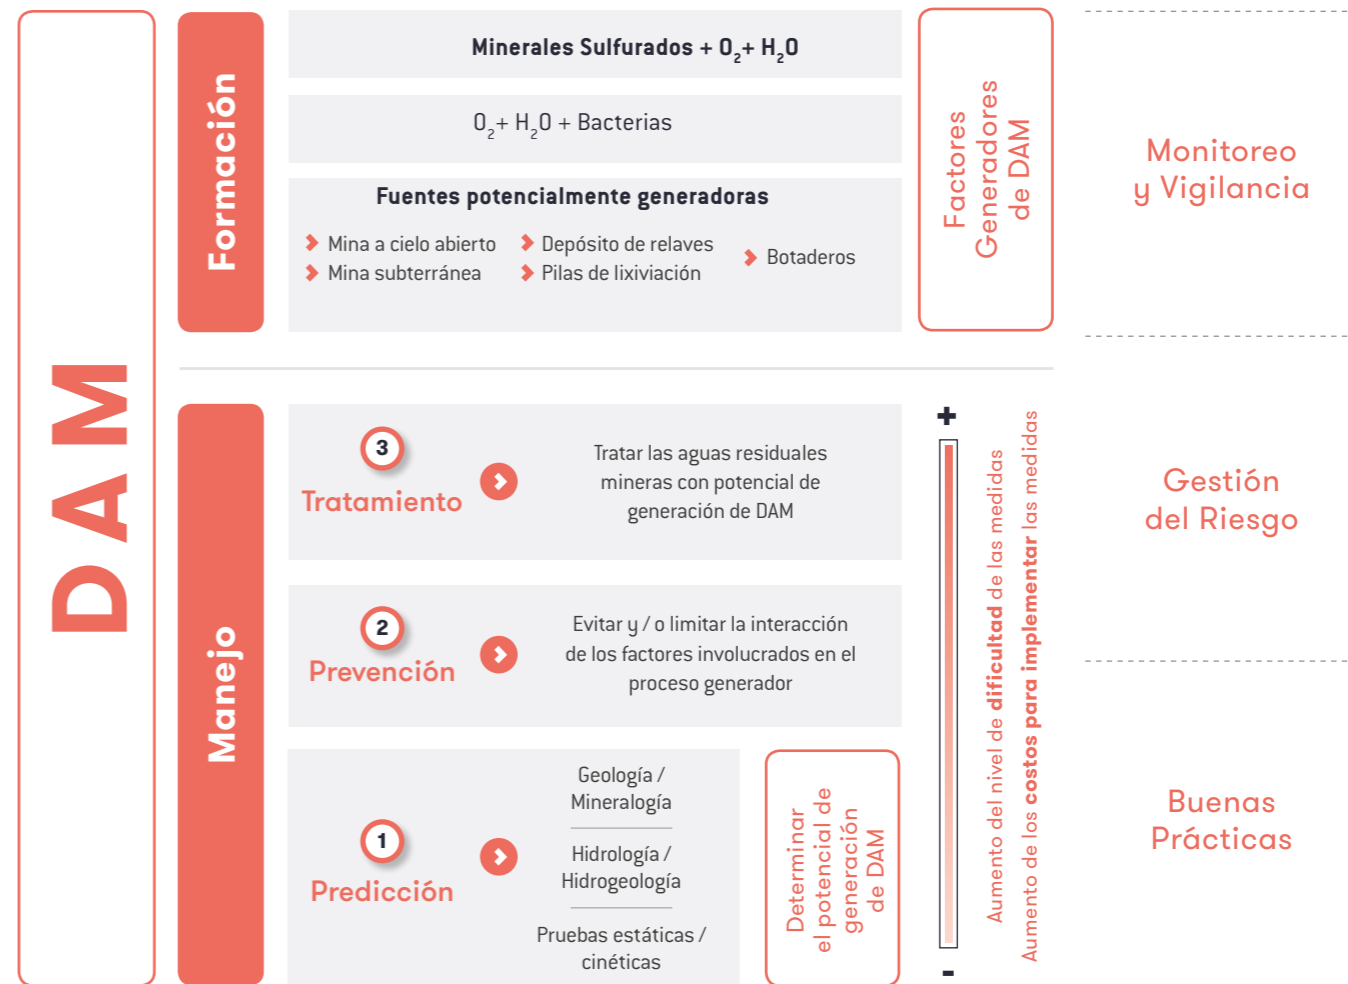 DAM
Formación
Minerales Sulfurados + O₂+ H₂O
O₂+ H₂O + Bacterias
Fuentes potencialmente generadoras
Mina a cielo abierto
Mina subterránea
Depósito de relaves
Pilas de lixiviación
Botaderos
Factores
Generadores
de DAM
Monitoreo
y Vigilancia
Manejo
3
Tratamiento
Tratar las aguas residuales
mineras con potencial de
generación de DAM
2
Prevención
Evitar y / o limitar la interacción
de los factores involucrados en el
proceso generador
1
Predicción
Geología /
Mineralogía
Hidrología /
Hidrogeología
Pruebas estáticas /
cinéticas
Determinar
el potencial de
generación
de DAM
+
-
Aumento del nivel de dificultad de las medidas
Aumento de los costos para implementar las medidas
Gestión
del Riesgo
Buenas
Prácticas